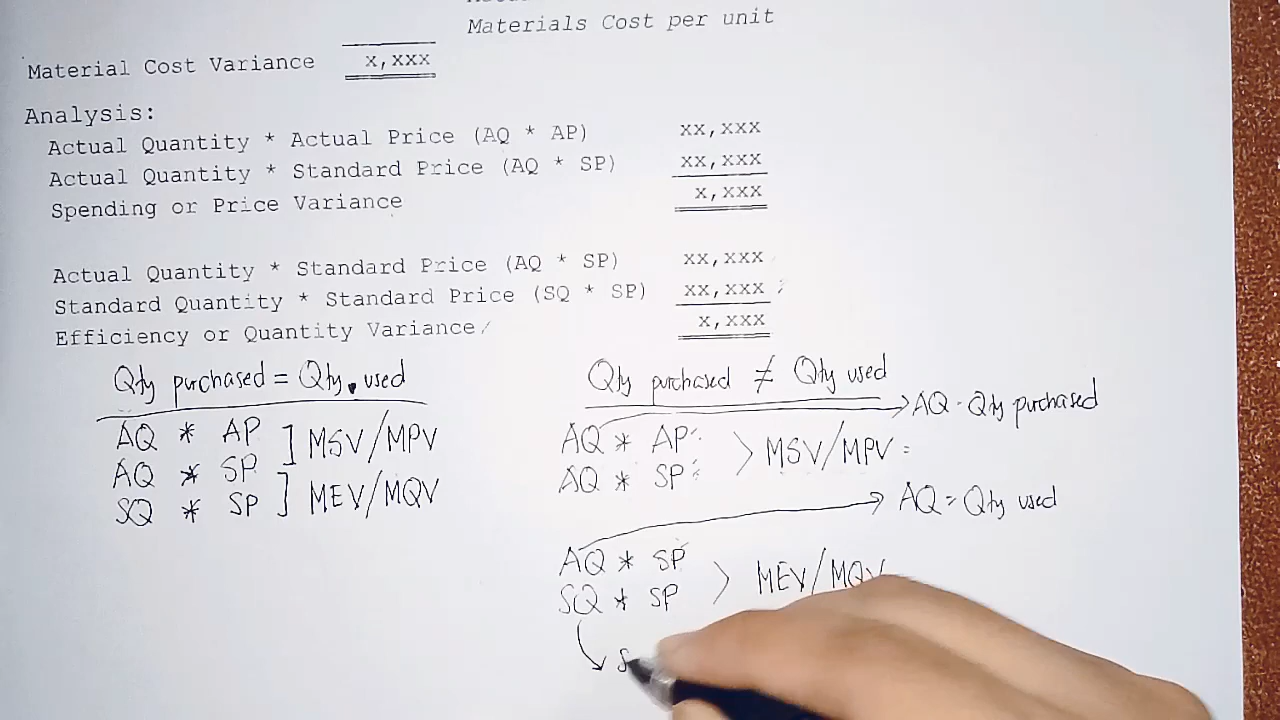 Materials Cost per unit
Material Cost Variance x,xxx
Analysis:
Actual Quantity * Actual Price (AQ * AP) xx,xxx
Actual Quantity * Standard Price (AQ * SP) xx,xxx
Spending or Price Variance x,xxx
Actual Quantity * Standard Price (AQ * SP) xx,xxx
Standard Quantity * Standard Price (SQ * SP) xx,xxx
Efficiency or Quantity Variance x,xxx
Qty purchased = Qty. used
AQ * AP ] MSV/MPV
AQ * SP
SQ * SP ] MEV/MQV
Qty purchased ≠ Qty used
→ AQ - Qty purchased
AQ * AP > MSV/MPV =
AQ * SP
→ AQ = Qty used
AQ * SP > MEV/MQV
SQ * SP
S